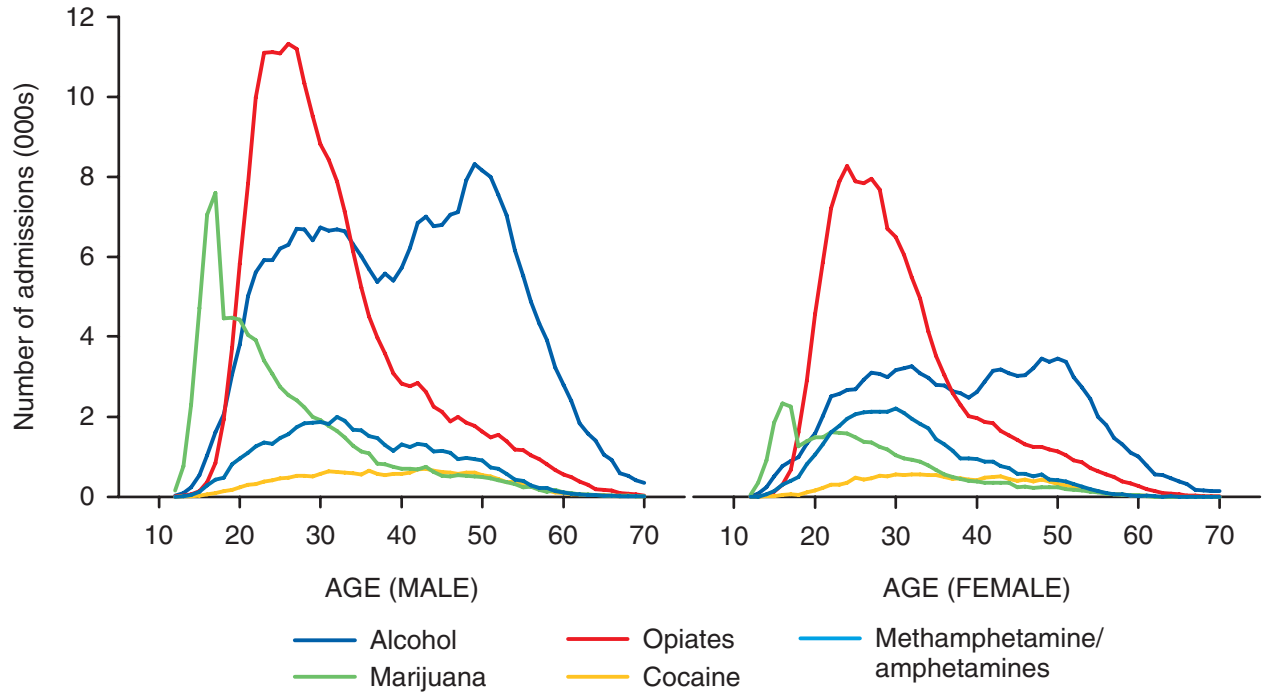 Number of admissions (000s)
12
10
8
6
4
2
0
10 20 30 40 50 60 70
10 20 30 40 50 60 70
AGE (MALE)
AGE (FEMALE)
Alcohol
Opiates
Methamphetamine/
amphetamines
Marijuana
Cocaine